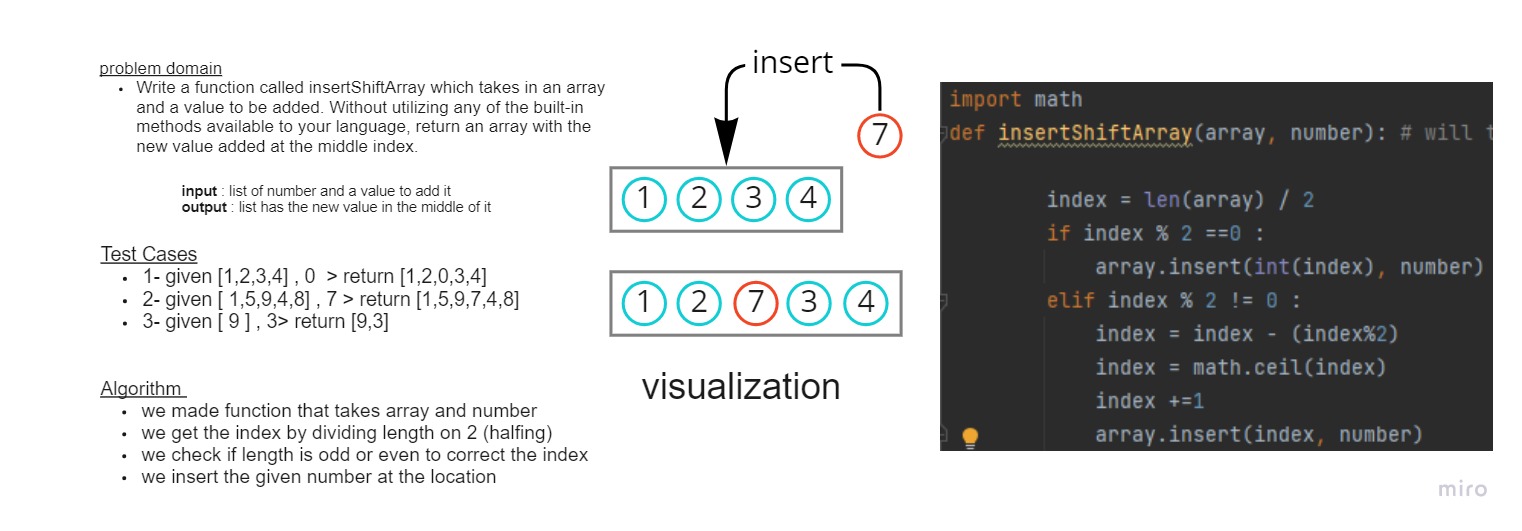 problem domain
• Write a function called insertShiftArray which takes in an array
and a value to be added. Without utilizing any of the built-in
methods available to your language, return an array with the
new value added at the middle index.
input : list of number and a value to add it
output : list has the new value in the middle of it
Test Cases
• 1- given [1,2,3,4] , 0 > return [1,2,0,3,4]
• 2- given [ 1,5,9,4,8] , 7 > return [1,5,9,7,4,8]
• 3- given [ 9 ] , 3> return [9,3]
Algorithm
• we made function that takes array and number
• we get the index by dividing length on 2 (halfing)
• we check if length is odd or even to correct the index
• we insert the given number at the location
insert
7
1 2 3 4
1 2 7 3 4
visualization
import math
def insertShiftArray(array, number): # will
index = len(array) / 2
if index % 2 ==0 :
array.insert(int(index), number)
elif index % 2 != 0 :
index = index - (index%2)
index = math.ceil(index)
index +=1
array.insert(index, number)
miro